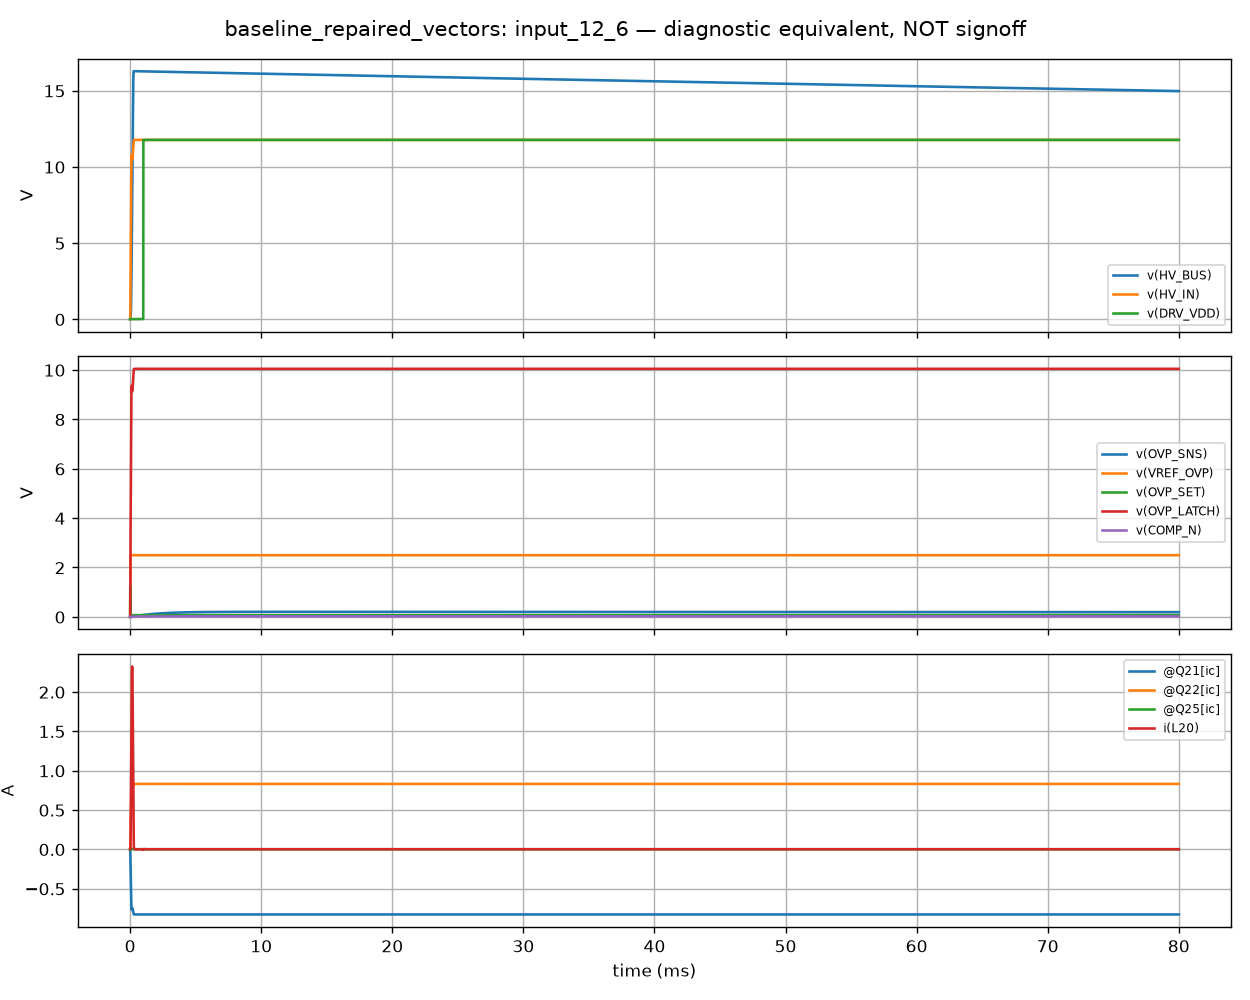 baseline_repaired_vectors: input_12_6 — diagnostic equivalent, NOT signoff
15
10
5
0
V
v(HV_BUS)
v(HV_IN)
v(DRV_VDD)
10
8
6
4
2
0
V
v(OVP_SNS)
v(VREF_OVP)
v(OVP_SET)
v(OVP_LATCH)
v(COMP_N)
2.0
1.5
1.0
0.5
0.0
−0.5
A
@Q21[ic]
@Q22[ic]
@Q25[ic]
i(L20)
0 10 20 30 40 50 60 70 80
time (ms)